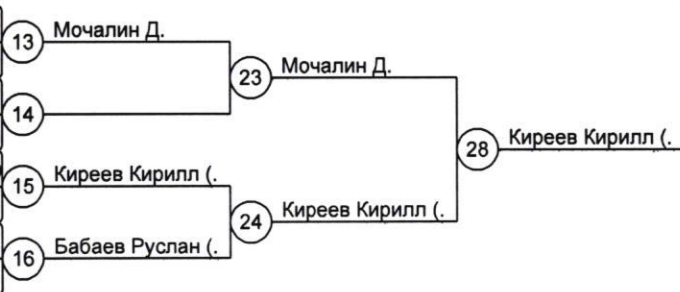 13 Мочалин Д.
23 Мочалин Д.
14
28 Киреев Кирилл (.
15 Киреев Кирилл (.
24 Киреев Кирилл (.
16 Бабаев Руслан (.